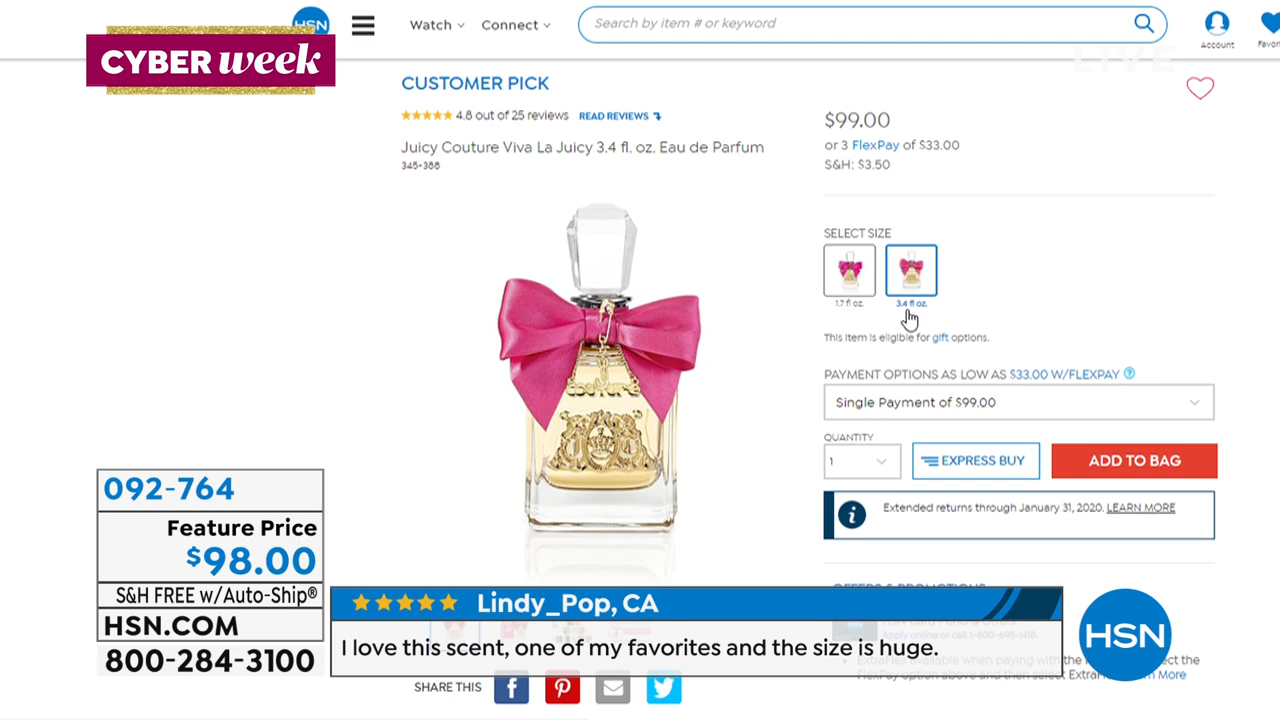 HSN
Watch
Connect
Search by item # or keyword
Account
LIVE
CYBER week
CUSTOMER PICK
4.8 out of 25 reviews READ REVIEWS
Juicy Couture Viva La Juicy 3.4 fl. oz. Eau de Parfum
345-388
$99.00
or 3 FlexPay of $33.00
S&H: $3.50
SELECT SIZE
1.7 fl oz.
3.4 fl oz.
This item is eligible for gift options.
PAYMENT OPTIONS AS LOW AS $33.00 W/FLEXPAY
Single Payment of $99.00
QUANTITY
1
EXPRESS BUY
ADD TO BAG
Extended returns through January 31, 2020. LEARN MORE
couture
092-764
Feature Price
$98.00
S&H FREE w/Auto-Ship®
HSN.COM
800-284-3100
OFFERS & PROMOTIONS
Lindy_Pop, CA
I love this scent, one of my favorites and the size is huge.
HSN
SHARE THIS